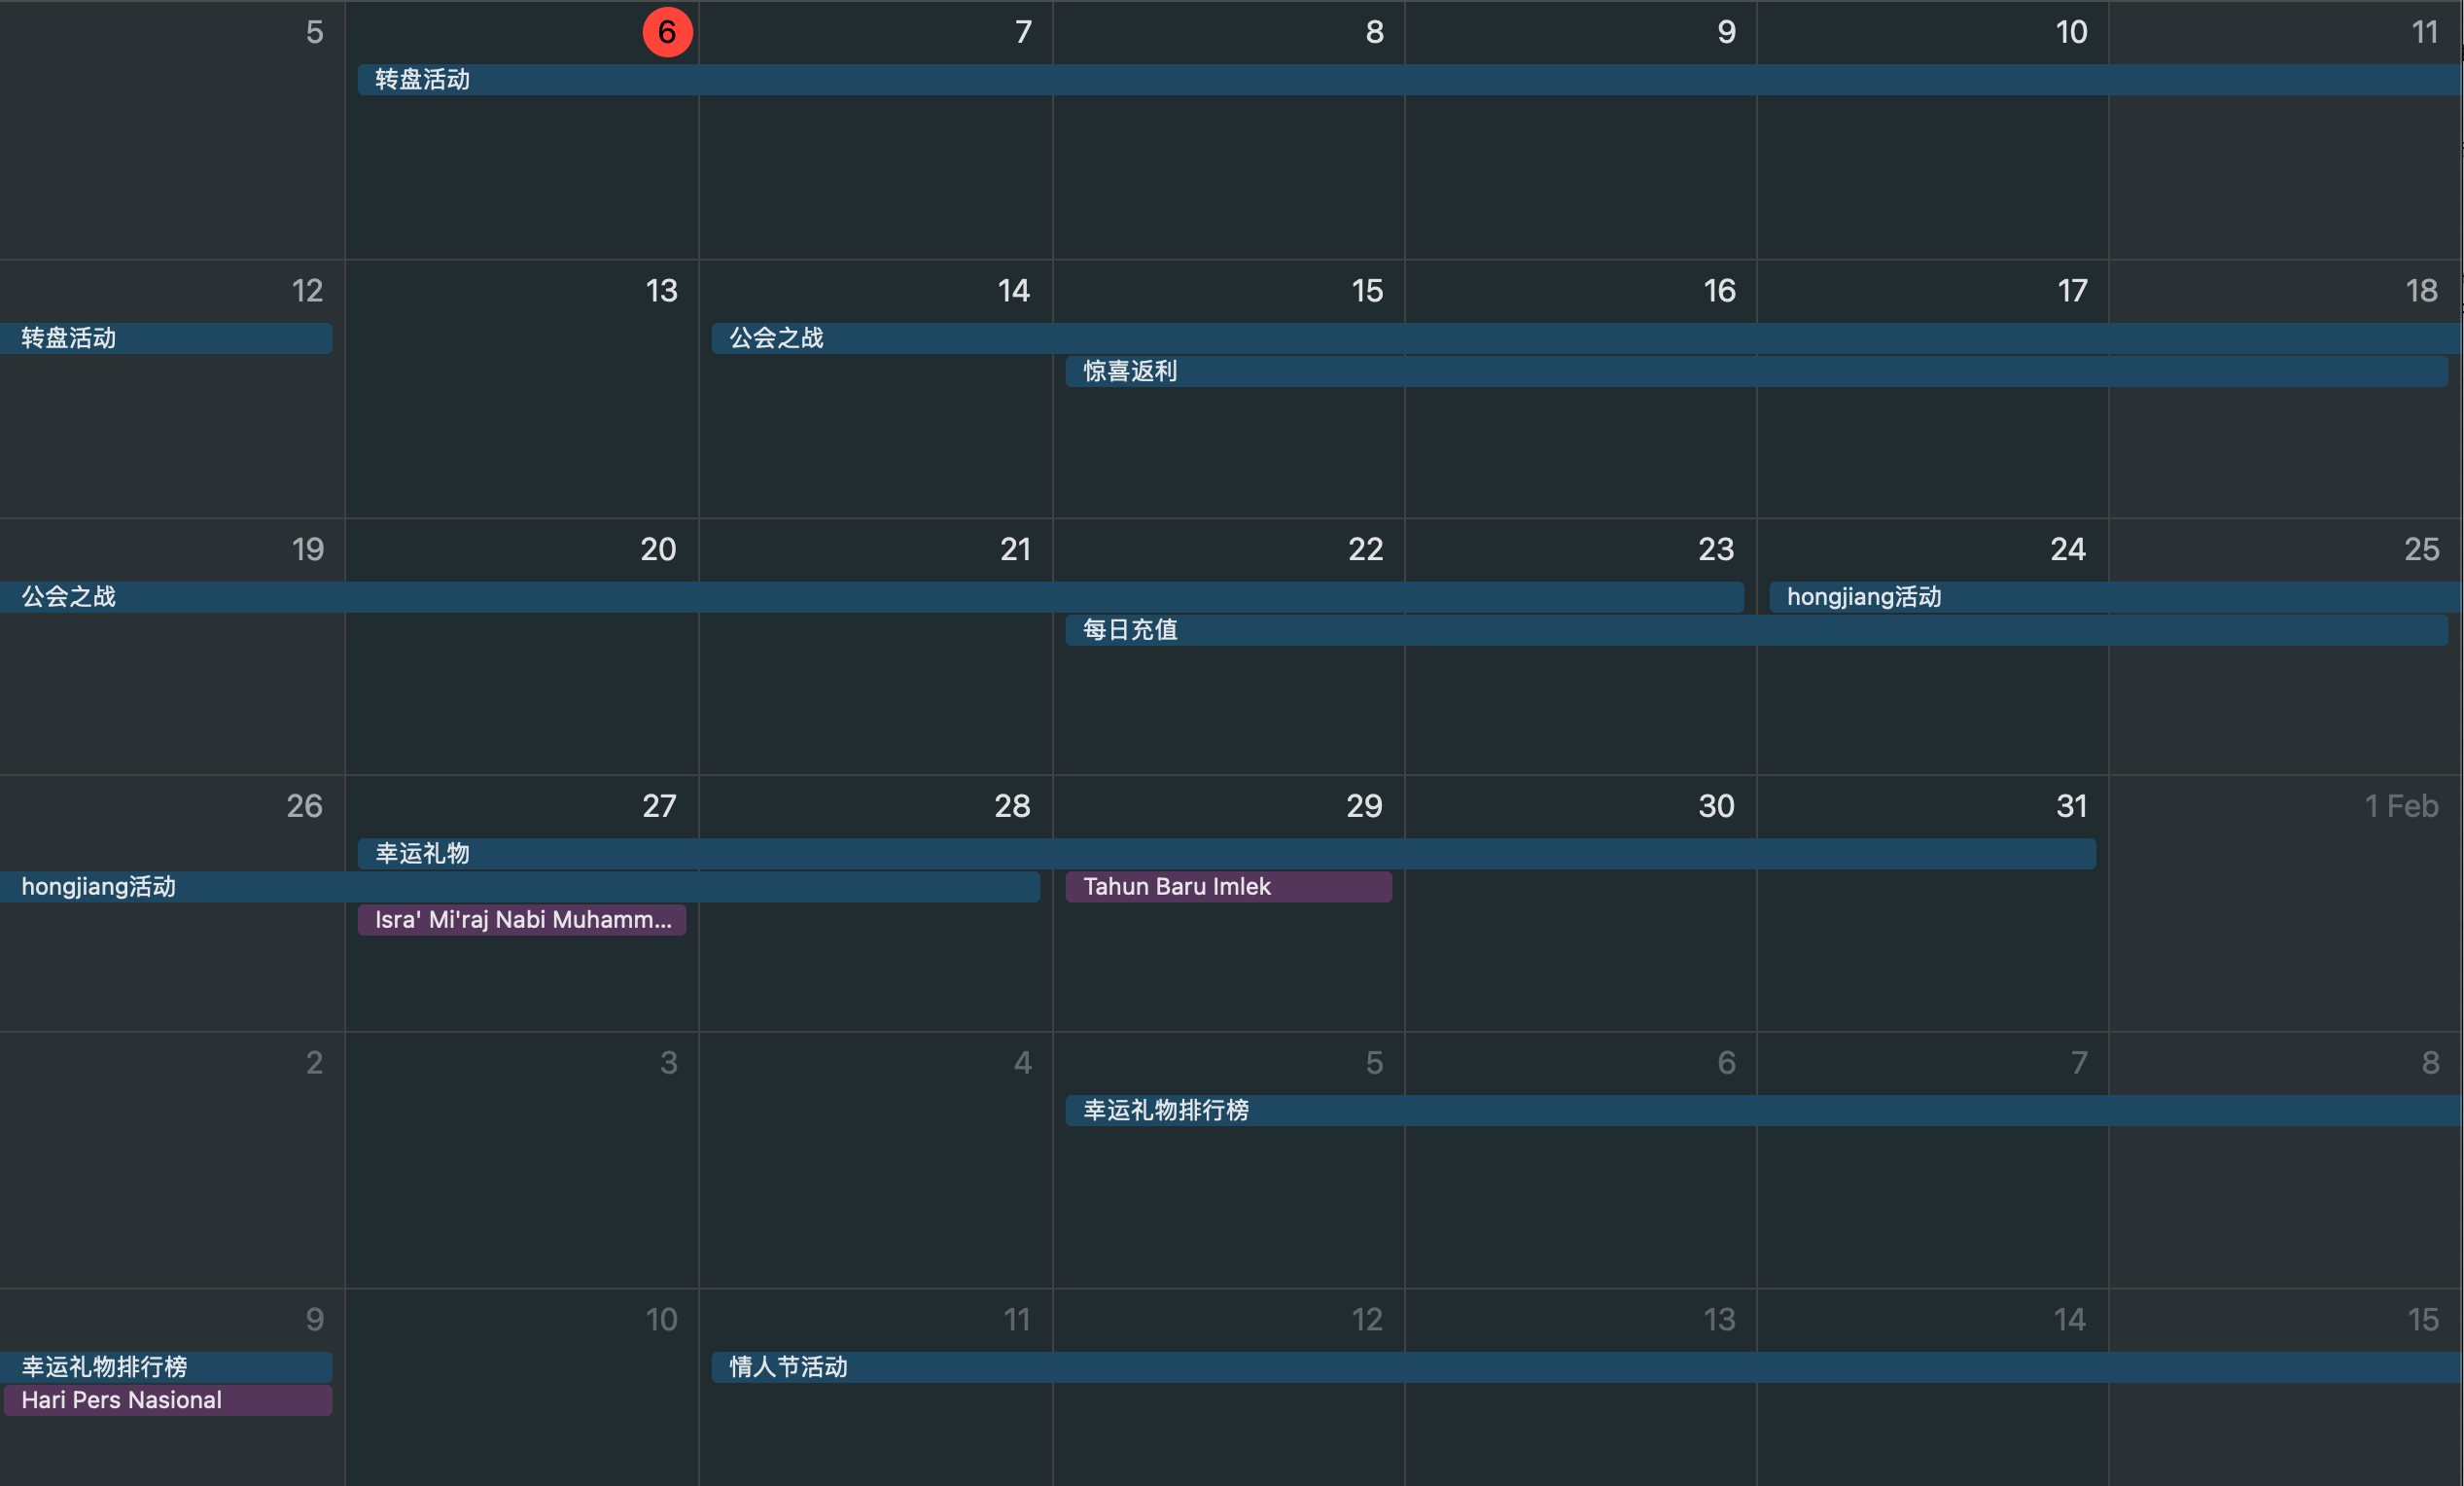 5 6 7 8 9 10 11
转盘活动
12 13 14 15 16 17 18
转盘活动 公会之战
惊喜返利
19 20 21 22 23 24 25
公会之战 hongjiang活动
每日充值
26 27 28 29 30 31 1 Feb
幸运礼物
hongjiang活动 Tahun Baru Imlek
Isra' Mi'raj Nabi Muhamm...
2 3 4 5 6 7 8
幸运礼物排行榜
9 10 11 12 13 14 15
幸运礼物排行榜 情人节活动
Hari Pers Nasional